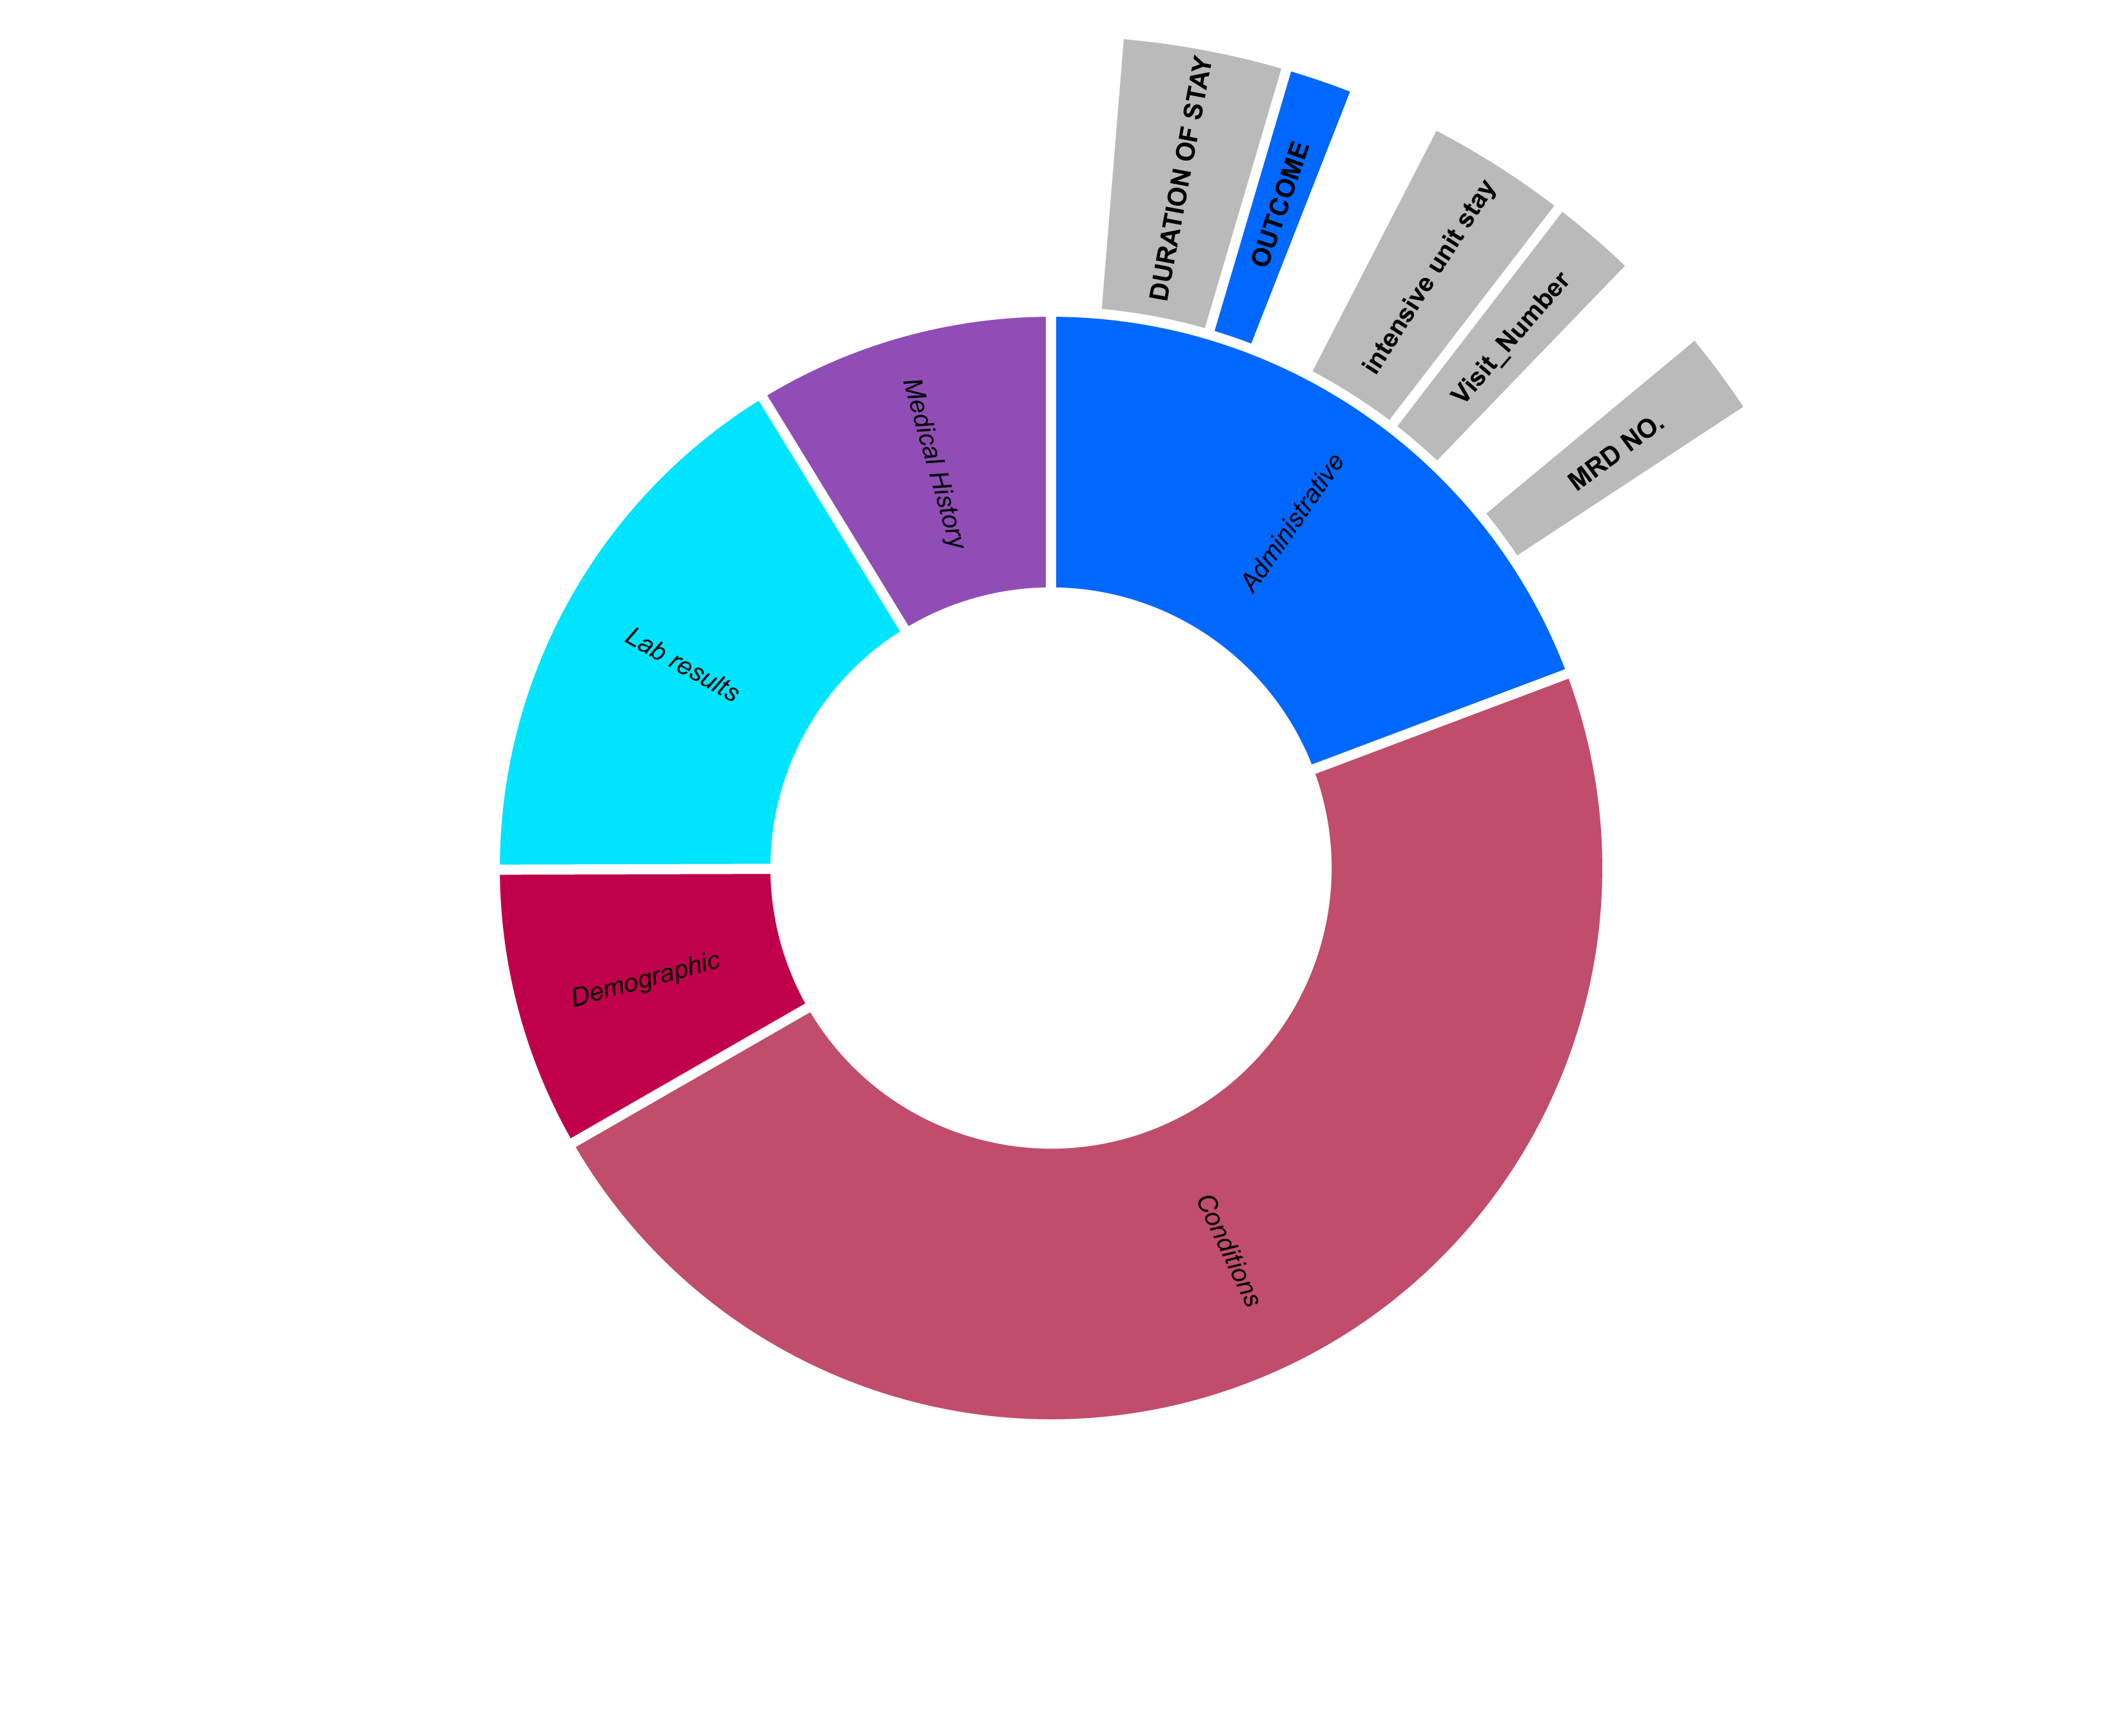 DURATION OF STAY
OUTCOME
intensive unit stay
Visit_Number
MRD NO.
Administrative
Medical History
Lab results
Demographic
Conditions